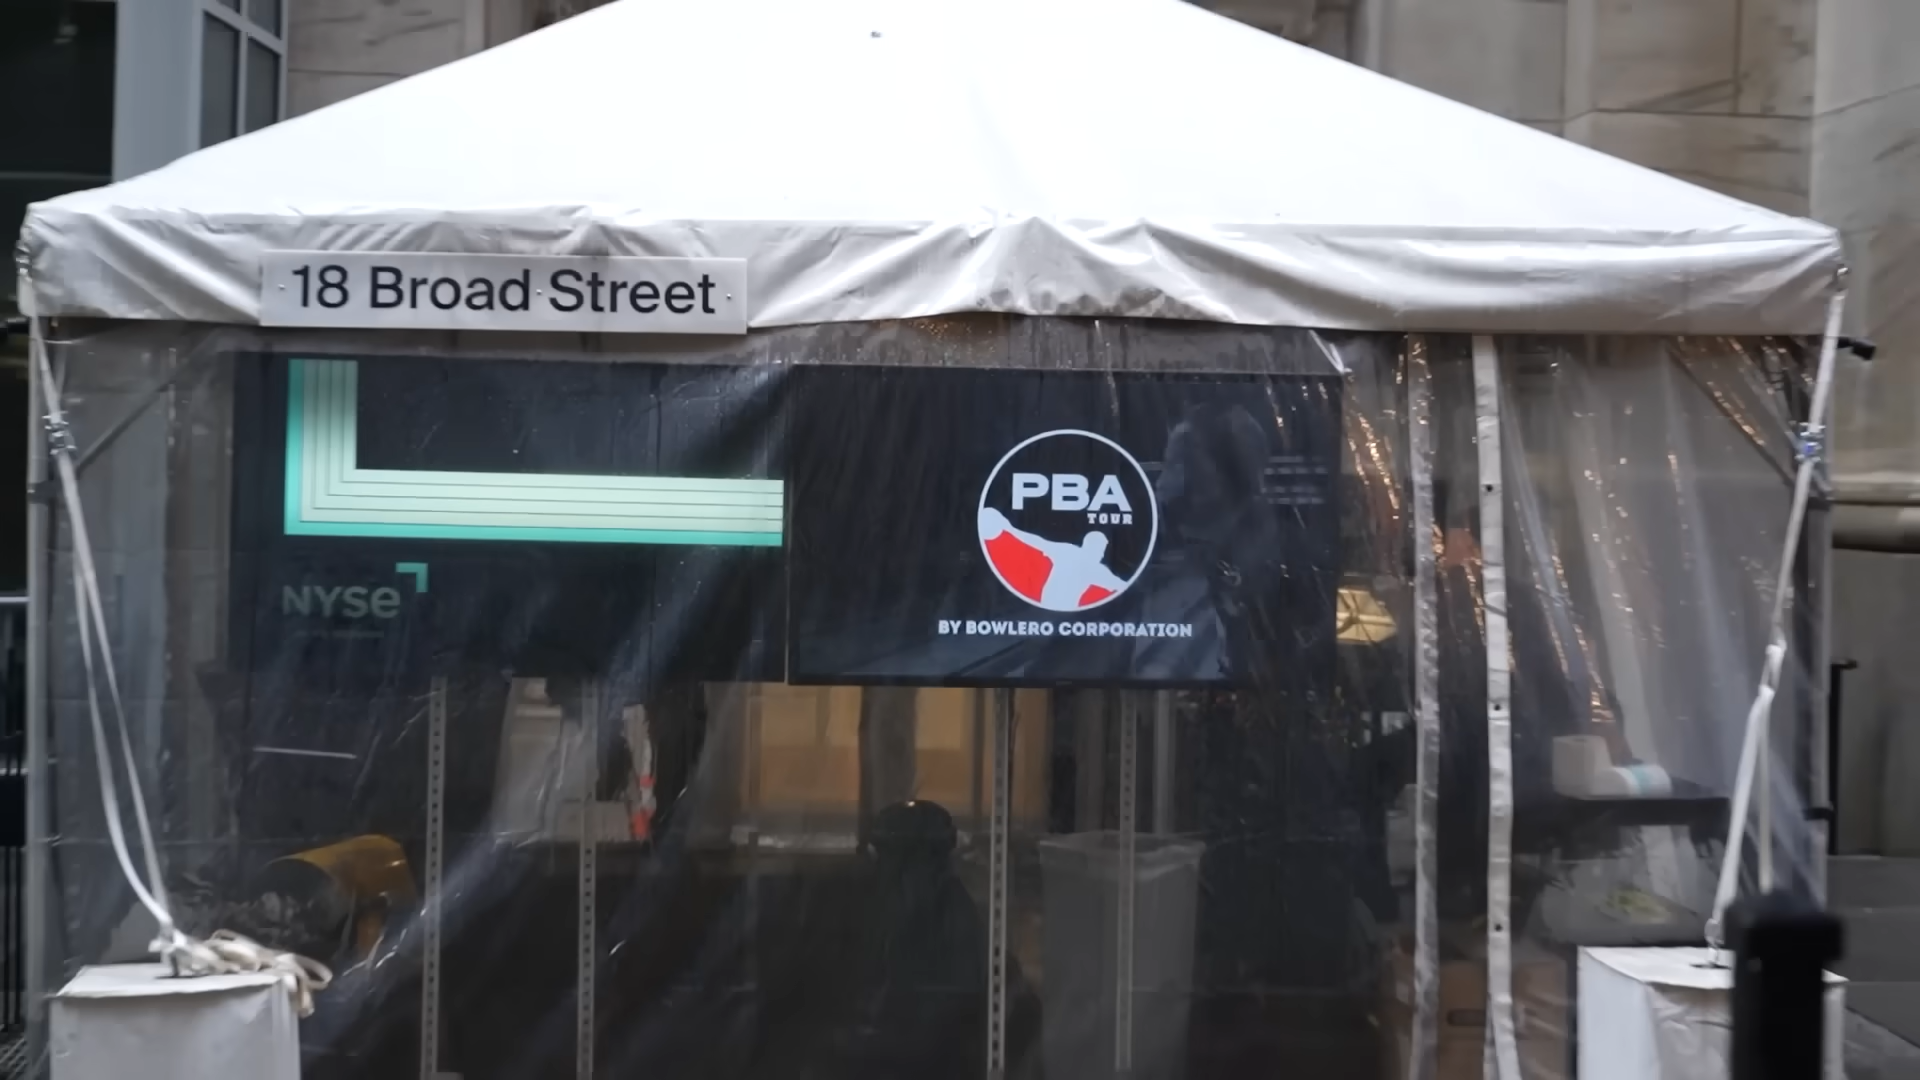 18 Broad Street
NYSE
PBA
TOUR
BY BOWLERO CORPORATION